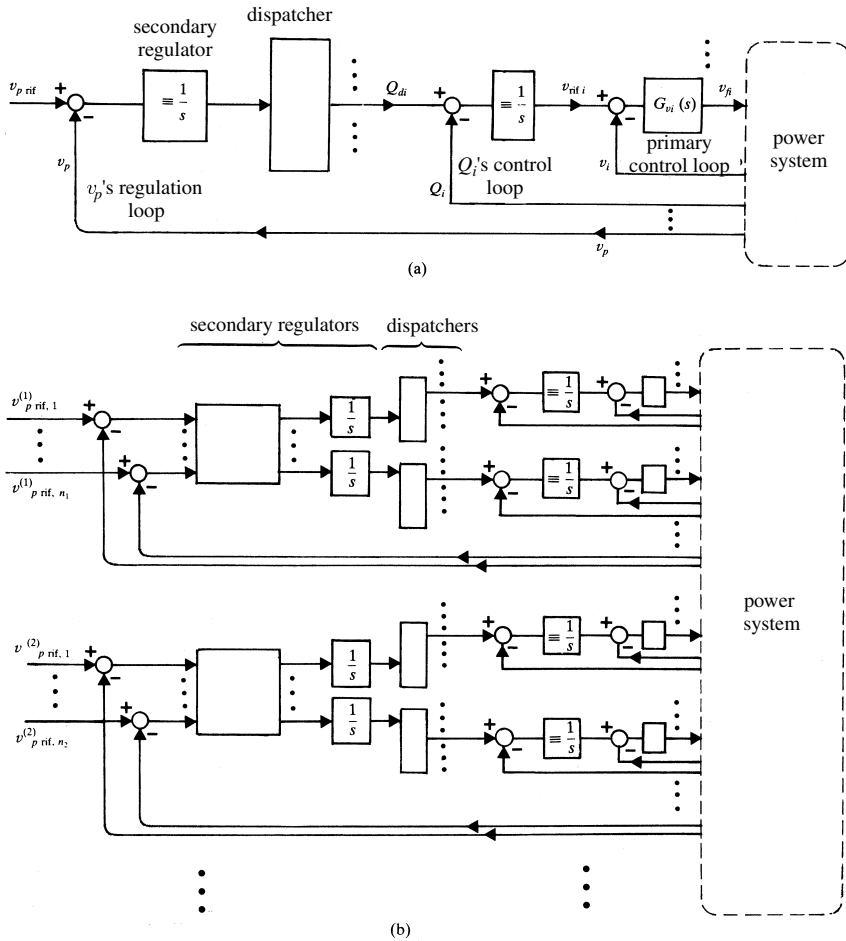 dispatcher
secondary
regulator
v_p rif
+
−
≡ 1/s
Q_di
+
−
≡ 1/s
v_rif i
+
−
G_vi (s)
v_fi
power
system
primary
control loop
v_i
Q_i's control
loop
Q_i
v_p
v_p's regulation
loop
v_p
(a)
secondary regulators
dispatchers
v^(1)_p rif, 1
+
−
1/s
+
−
≡ 1/s
+
−
v^(1)_p rif, n_1
+
−
1/s
+
−
≡ 1/s
+
−
power
system
v^(2)_p rif, 1
+
−
1/s
+
−
≡ 1/s
+
−
v^(2)_p rif, n_2
+
−
1/s
+
−
≡ 1/s
+
−
(b)